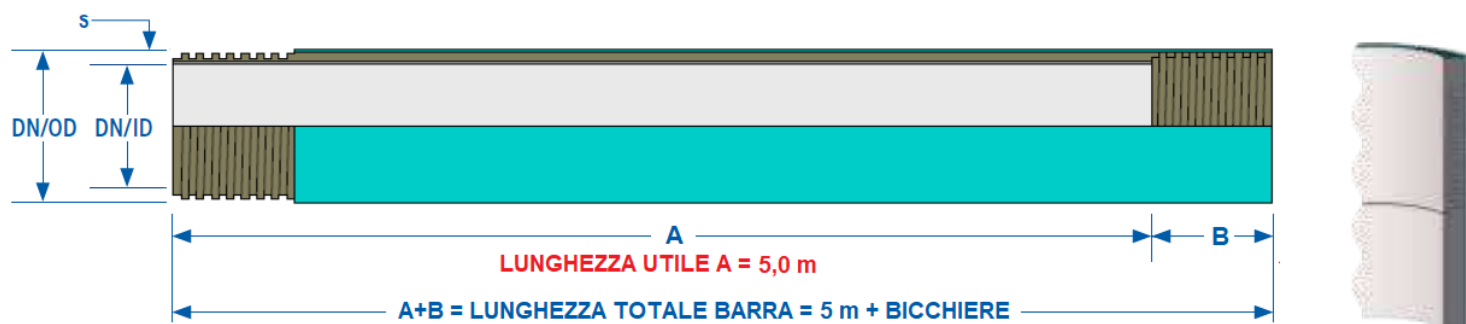 s
DN/OD
DN/ID
A
B
LUNGHEZZA UTILE A = 5,0 m
A+B = LUNGHEZZA TOTALE BARRA = 5 m + BICCHIERE